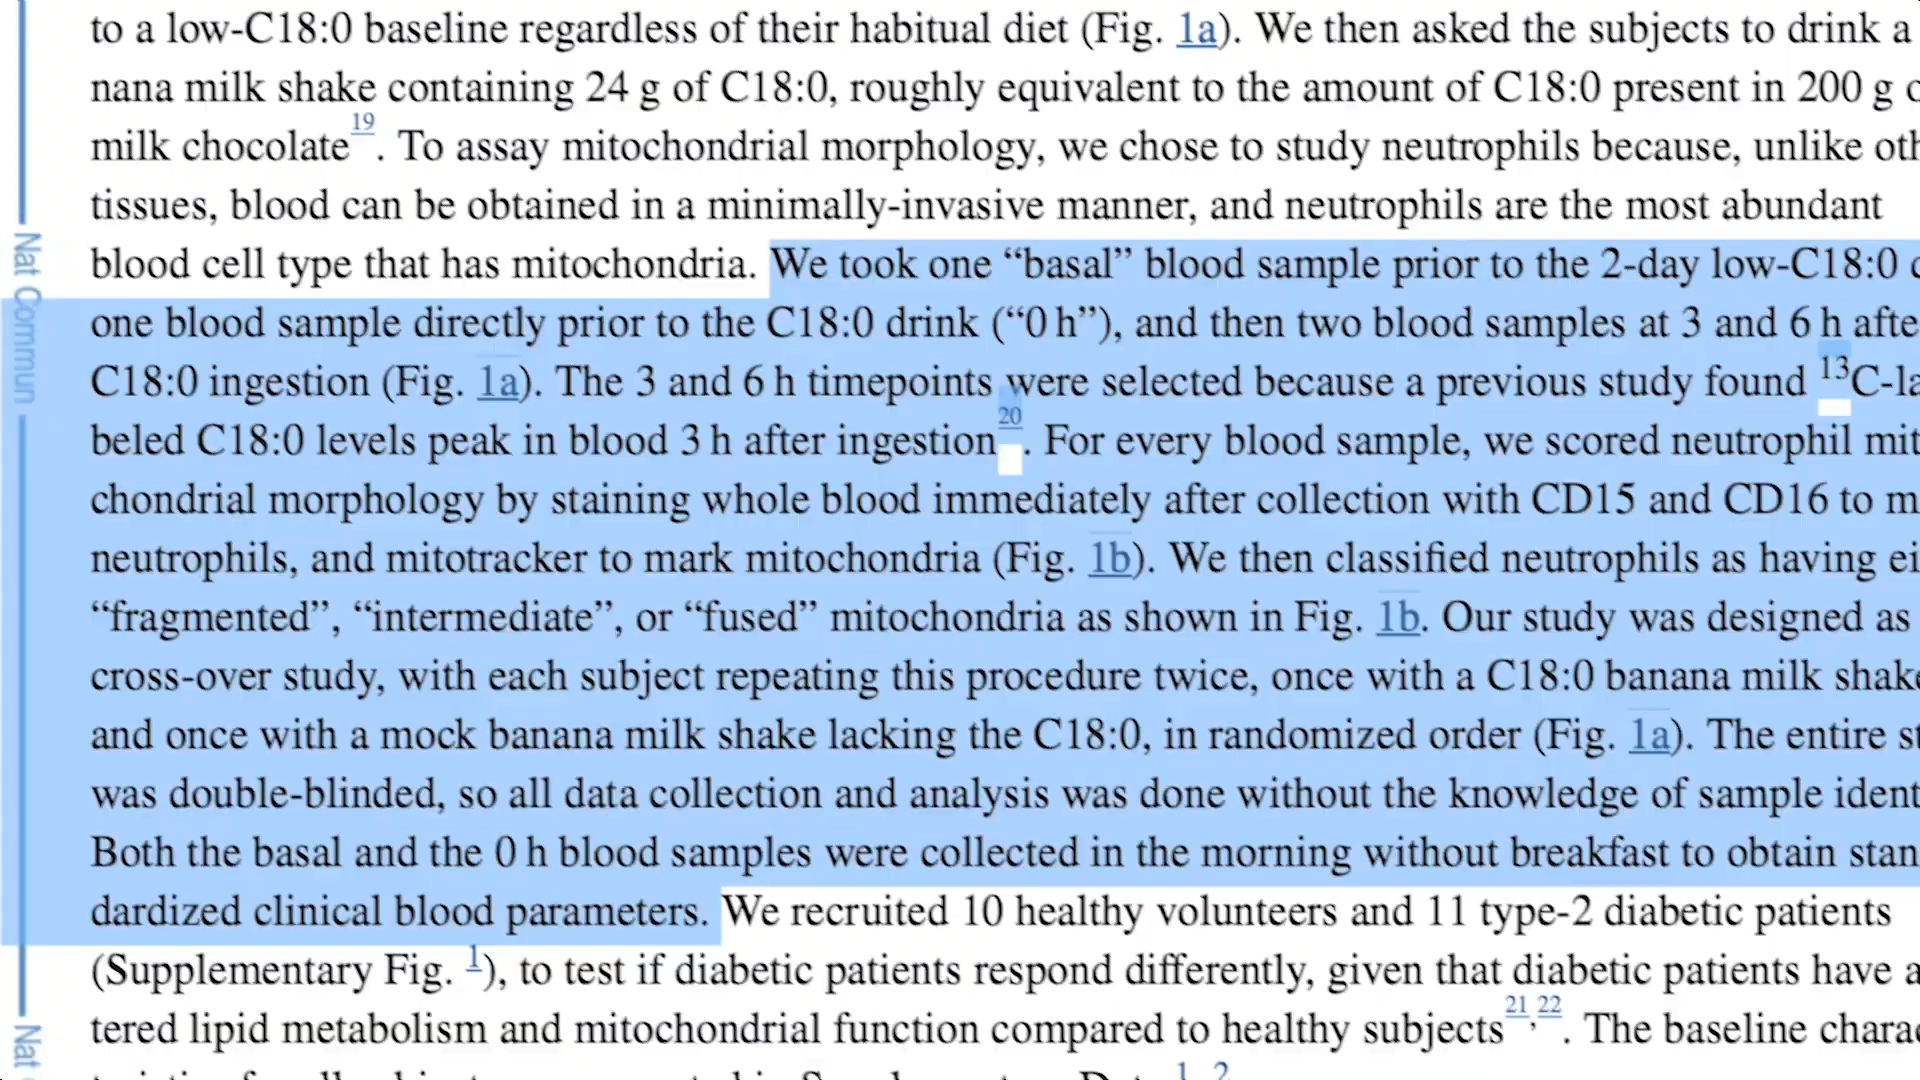 to a low-C18:0 baseline regardless of their habitual diet (Fig. 1a). We then asked the subjects to drink a
nana milk shake containing 24 g of C18:0, roughly equivalent to the amount of C18:0 present in 200 g
milk chocolate19. To assay mitochondrial morphology, we chose to study neutrophils because, unlike oth
tissues, blood can be obtained in a minimally-invasive manner, and neutrophils are the most abundant
blood cell type that has mitochondria. We took one “basal” blood sample prior to the 2-day low-C18:0
one blood sample directly prior to the C18:0 drink (“0 h”), and then two blood samples at 3 and 6 h afte
C18:0 ingestion (Fig. 1a). The 3 and 6 h timepoints were selected because a previous study found 13C-la
beled C18:0 levels peak in blood 3 h after ingestion20. For every blood sample, we scored neutrophil mit
chondrial morphology by staining whole blood immediately after collection with CD15 and CD16 to m
neutrophils, and mitotracker to mark mitochondria (Fig. 1b). We then classified neutrophils as having ei
“fragmented”, “intermediate”, or “fused” mitochondria as shown in Fig. 1b. Our study was designed as
cross-over study, with each subject repeating this procedure twice, once with a C18:0 banana milk shake
and once with a mock banana milk shake lacking the C18:0, in randomized order (Fig. 1a). The entire st
was double-blinded, so all data collection and analysis was done without the knowledge of sample ident
Both the basal and the 0 h blood samples were collected in the morning without breakfast to obtain stan
dardized clinical blood parameters. We recruited 10 healthy volunteers and 11 type-2 diabetic patients
(Supplementary Fig. 1), to test if diabetic patients respond differently, given that diabetic patients have a
tered lipid metabolism and mitochondrial function compared to healthy subjects21,22. The baseline charac
Nat Commun
Nat